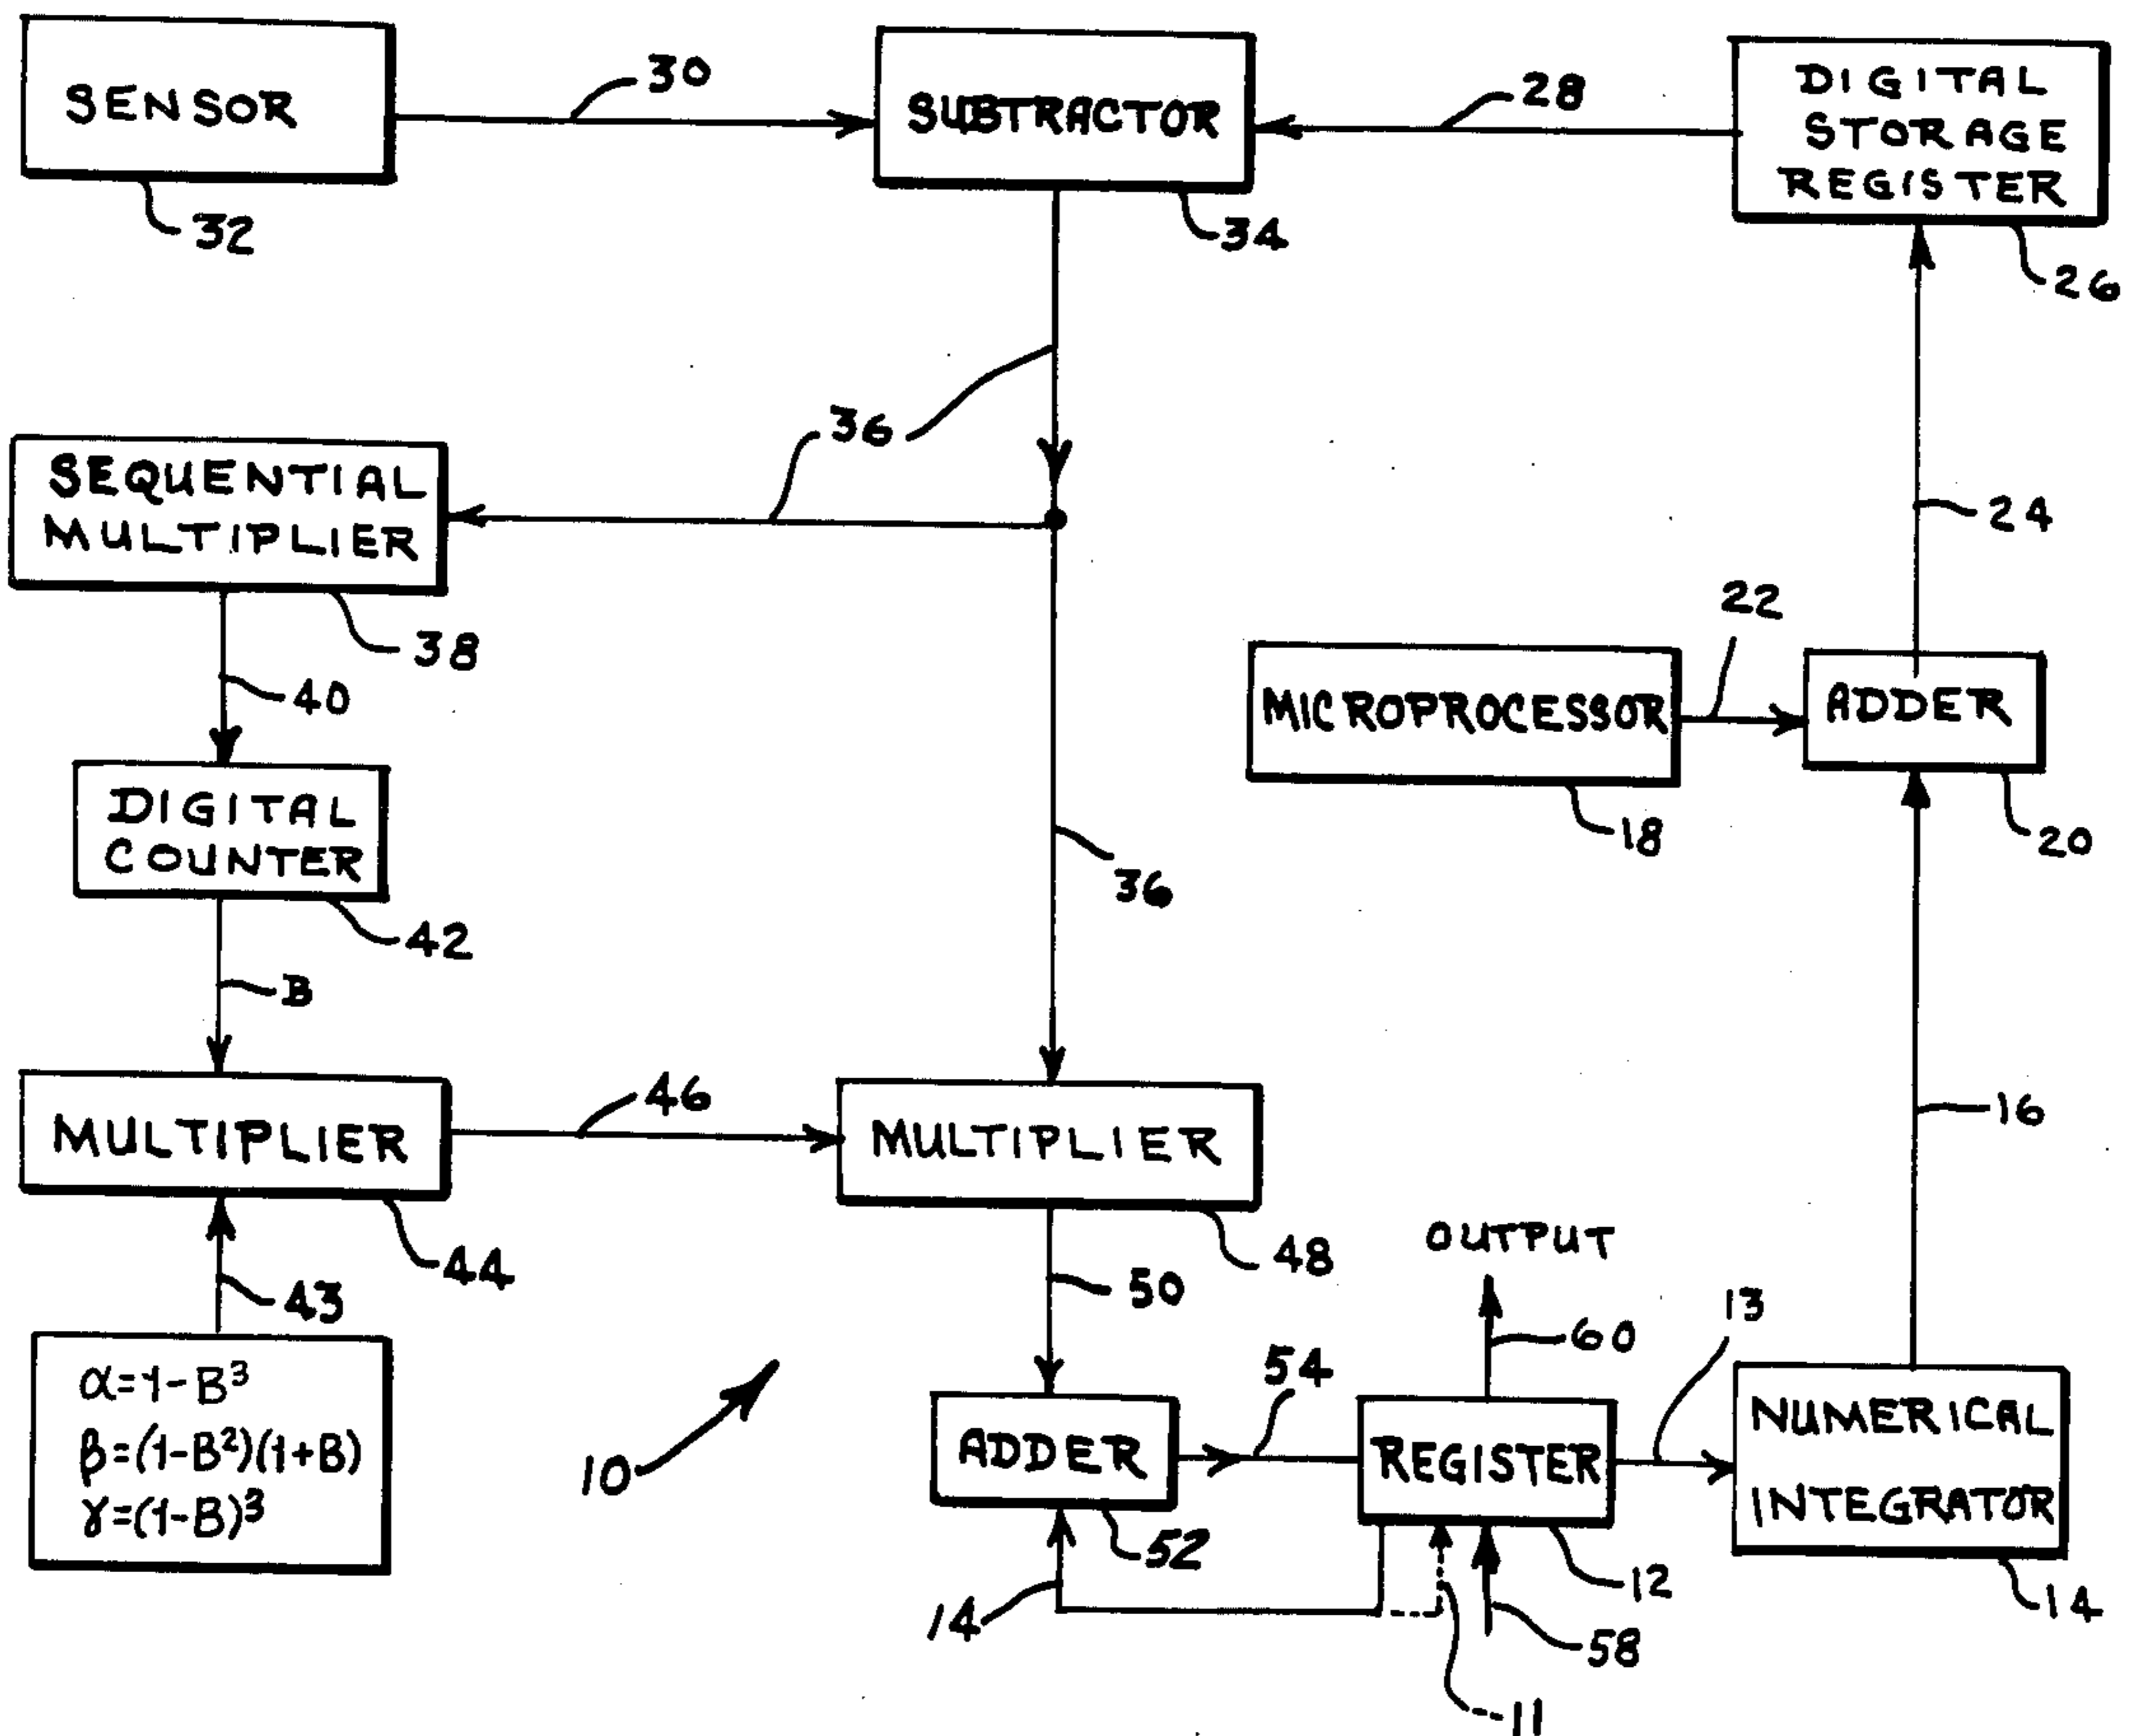 SENSOR
30
SUBTRACTOR
28
DIGITAL
STORAGE
REGISTER
32
34
26
36
SEQUENTIAL
MULTIPLIER
24
38
22
40
MICROPROCESSOR
ADDER
DIGITAL
COUNTER
18
20
36
42
B
46
16
MULTIPLIER
MULTIPLIER
44
48
OUTPUT
43
50
60
13
α=1-B³
β=(1-B²)(1+B)
γ=(1-B)³
54
10
ADDER
REGISTER
NUMERICAL
INTEGRATOR
52
12
14
14
58
11